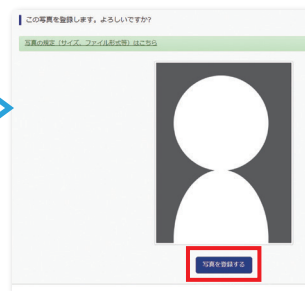 この写真を登録します。よろしいですか?
写真の規定（サイズ、ファイル形式等）はこちら
写真を登録する